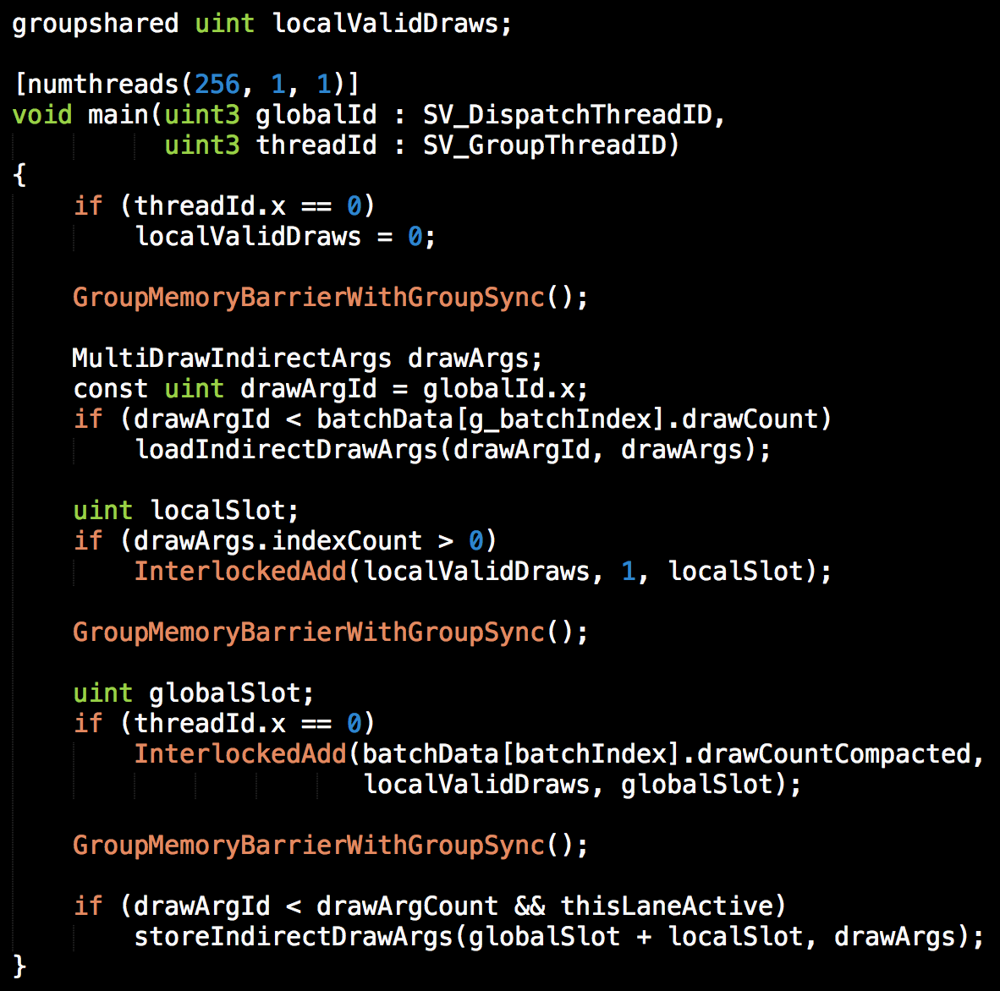 groupshared uint localValidDraws;
[numthreads(256, 1, 1)]
void main(uint3 globalId : SV_DispatchThreadID,
uint3 threadId : SV_GroupThreadID)
{
if (threadId.x == 0)
localValidDraws = 0;
GroupMemoryBarrierWithGroupSync();
MultiDrawIndirectArgs drawArgs;
const uint drawArgId = globalId.x;
if (drawArgId < batchData[g_batchIndex].drawCount)
loadIndirectDrawArgs(drawArgId, drawArgs);
uint localSlot;
if (drawArgs.indexCount > 0)
InterlockedAdd(localValidDraws, 1, localSlot);
GroupMemoryBarrierWithGroupSync();
uint globalSlot;
if (threadId.x == 0)
InterlockedAdd(batchData[batchIndex].drawCountCompacted,
localValidDraws, globalSlot);
GroupMemoryBarrierWithGroupSync();
if (drawArgId < drawArgCount && thisLaneActive)
storeIndirectDrawArgs(globalSlot + localSlot, drawArgs);
}